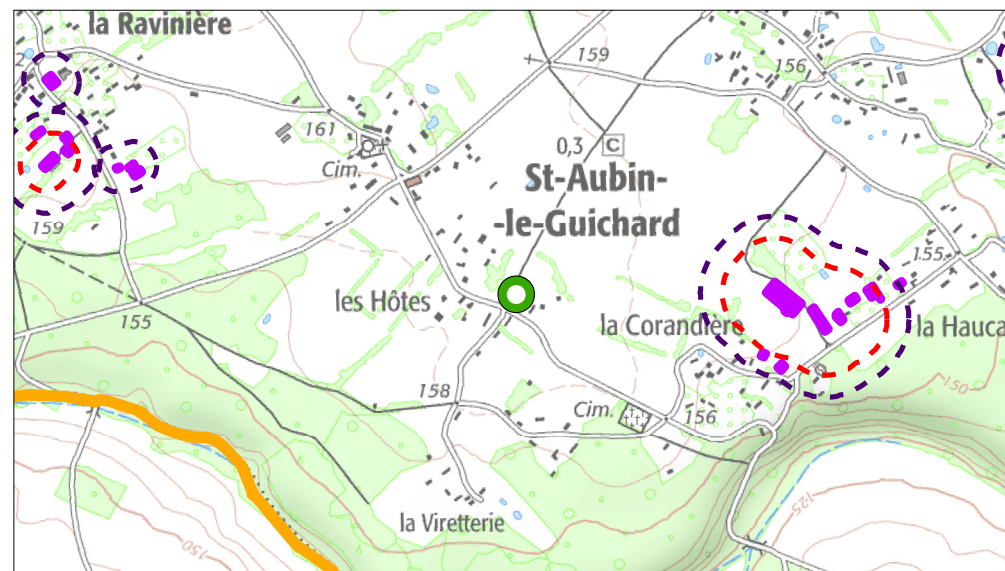 la Ravinière
159
156
161
0,3 C
Cim.
St-Aubin-
-le-Guichard
159
155
les Hôtes
155
la Corandière
la Hauca
158
150
Cim.
156
la Viretterie
125
150